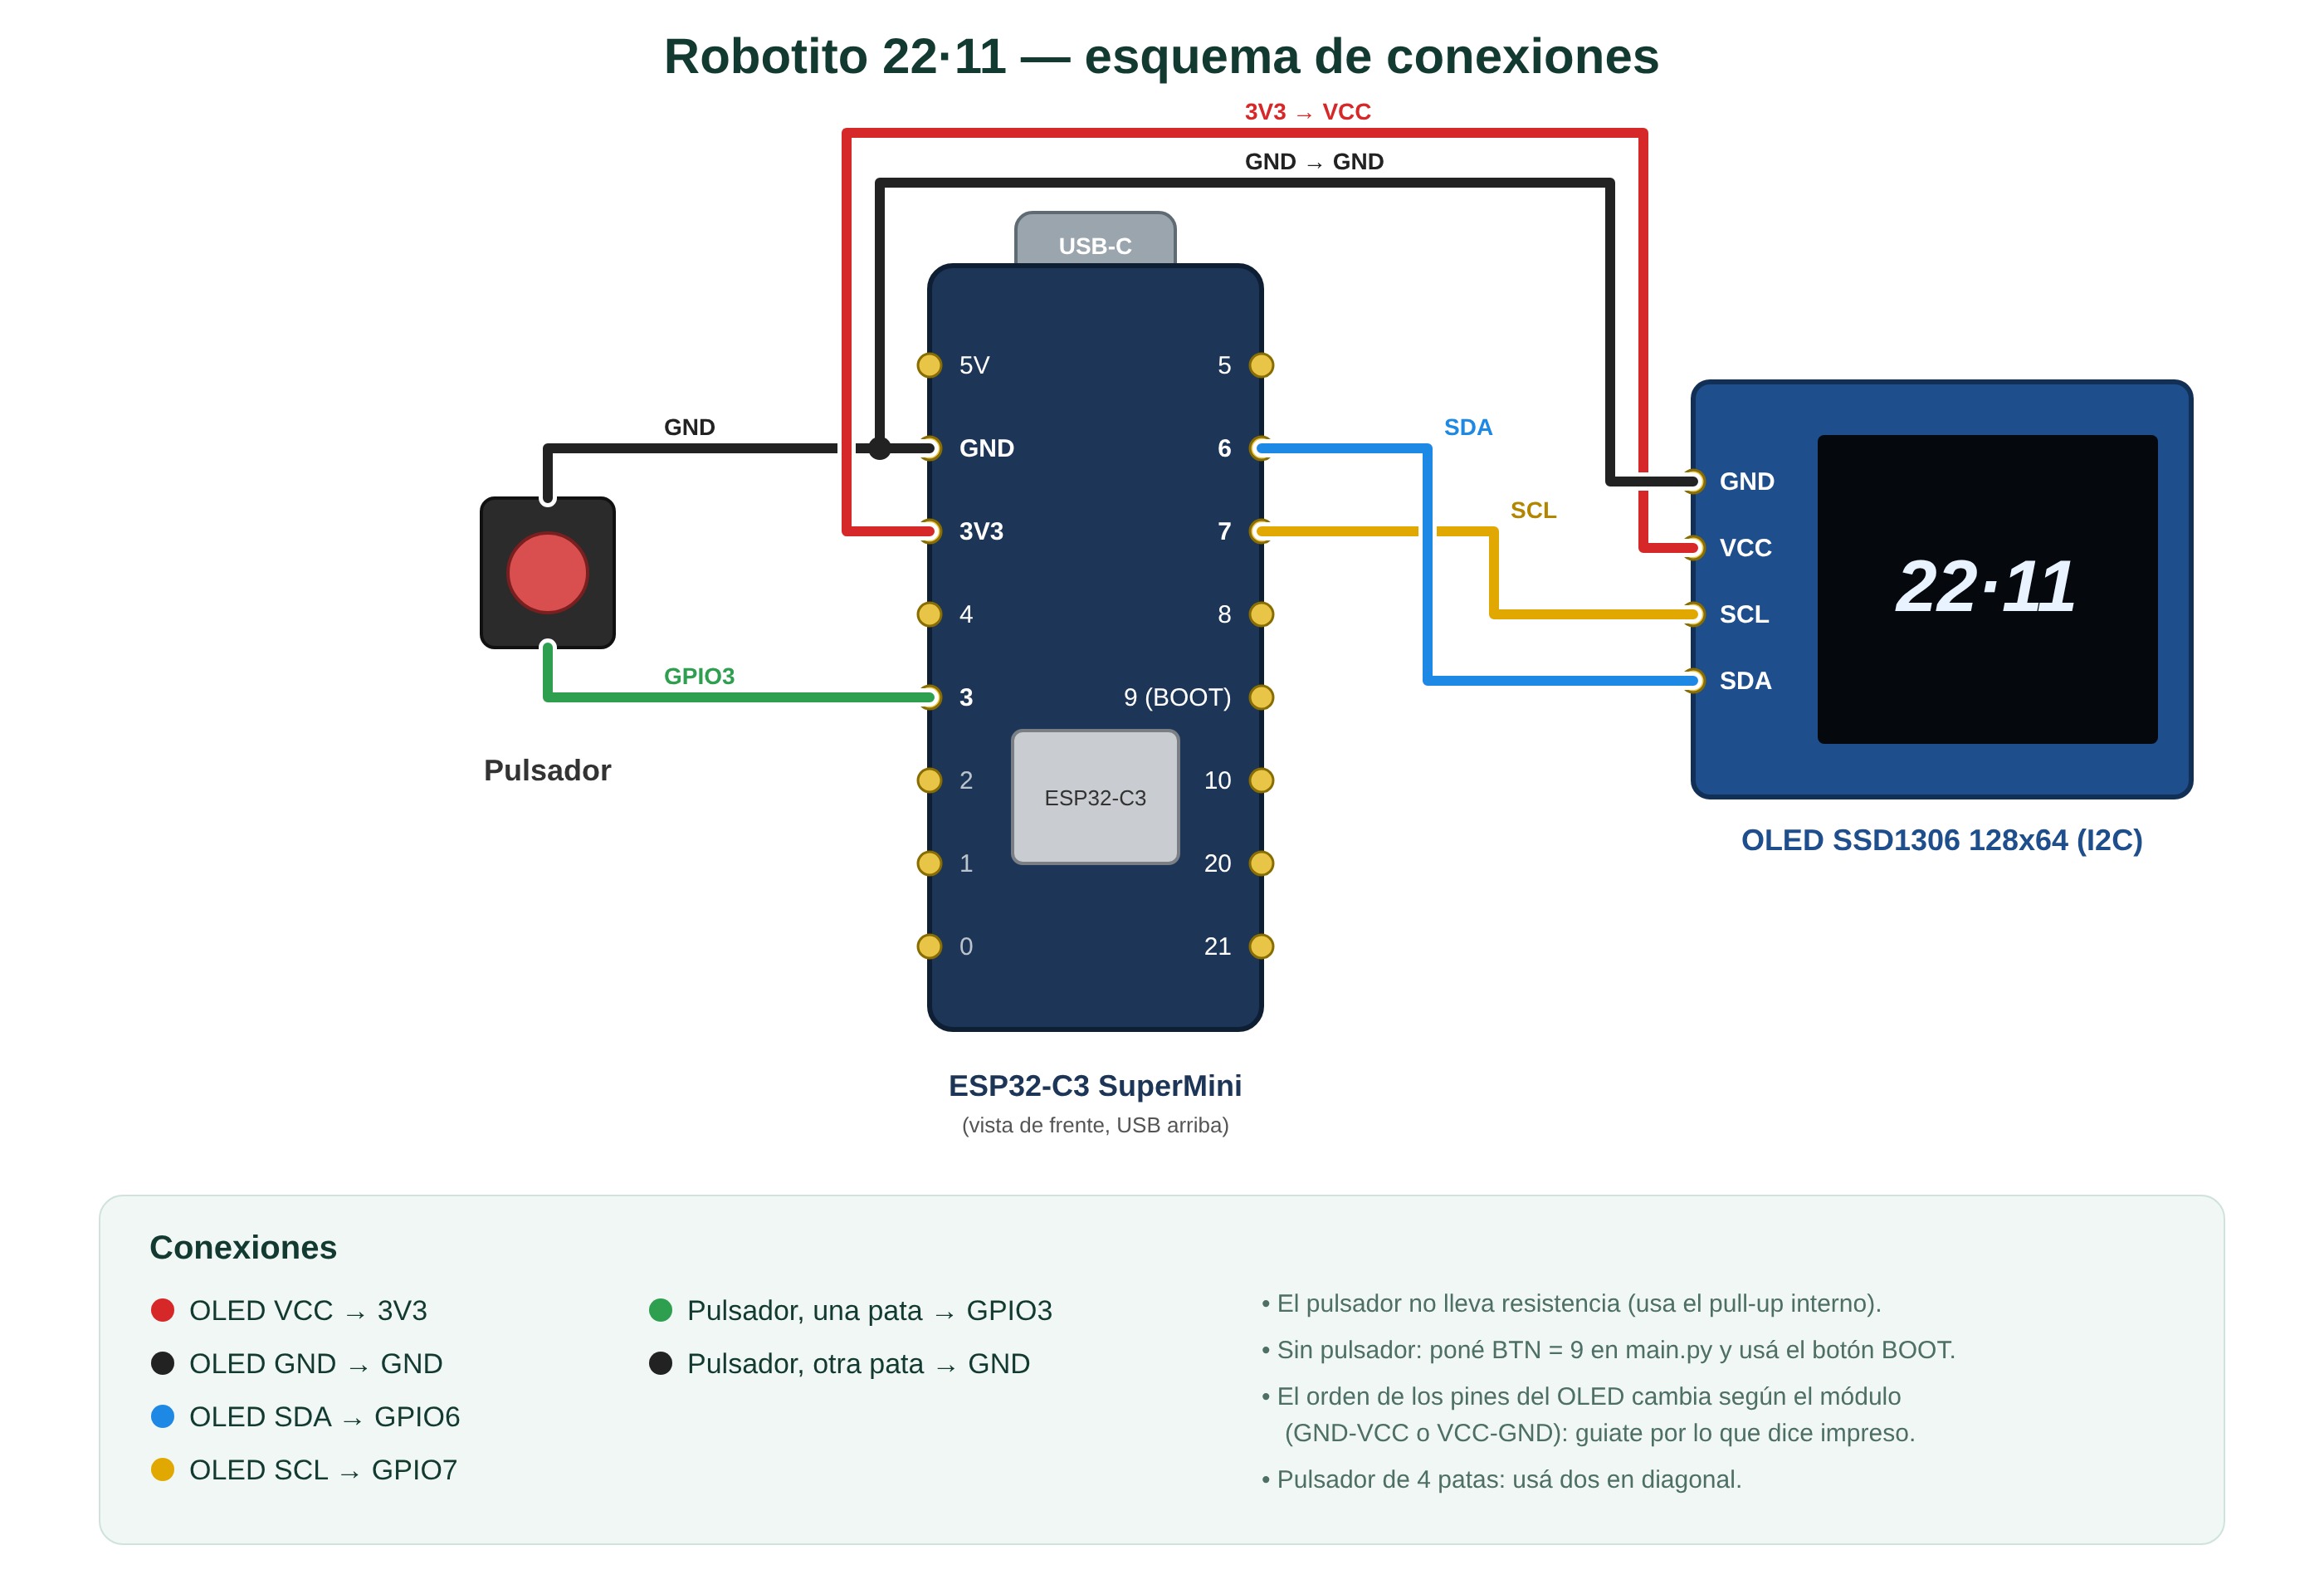 Robotito 22·11 — esquema de conexiones
3V3 → VCC
GND → GND
USB-C
5V
GND
3V3
4
3
2
1
0
5
6
7
8
9 (BOOT)
10
20
21
ESP32-C3
GND
GPIO3
Pulsador
SDA
SCL
GND
VCC
SCL
SDA
22·11
OLED SSD1306 128x64 (I2C)
ESP32-C3 SuperMini
(vista de frente, USB arriba)
Conexiones
OLED VCC → 3V3
OLED GND → GND
OLED SDA → GPIO6
OLED SCL → GPIO7
Pulsador, una pata → GPIO3
Pulsador, otra pata → GND
• El pulsador no lleva resistencia (usa el pull-up interno).
• Sin pulsador: poné BTN = 9 en main.py y usá el botón BOOT.
• El orden de los pines del OLED cambia según el módulo
(GND-VCC o VCC-GND): guiate por lo que dice impreso.
• Pulsador de 4 patas: usá dos en diagonal.